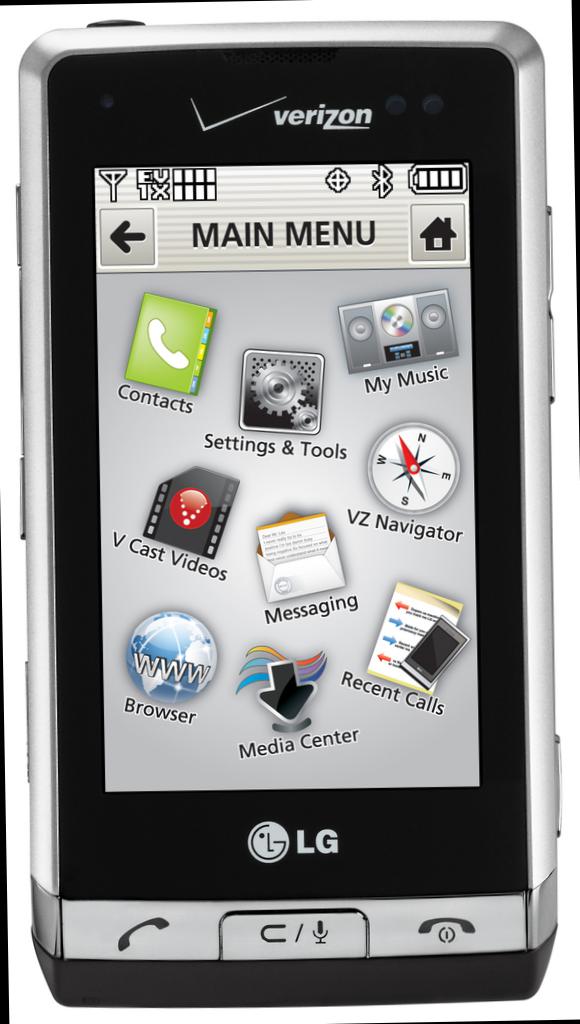 verizon
EV
TX
MAIN MENU
Contacts
My Music
Settings & Tools
N
W
E
S
VZ Navigator
V Cast Videos
Messaging
www
Browser
Recent Calls
Media Center
LG